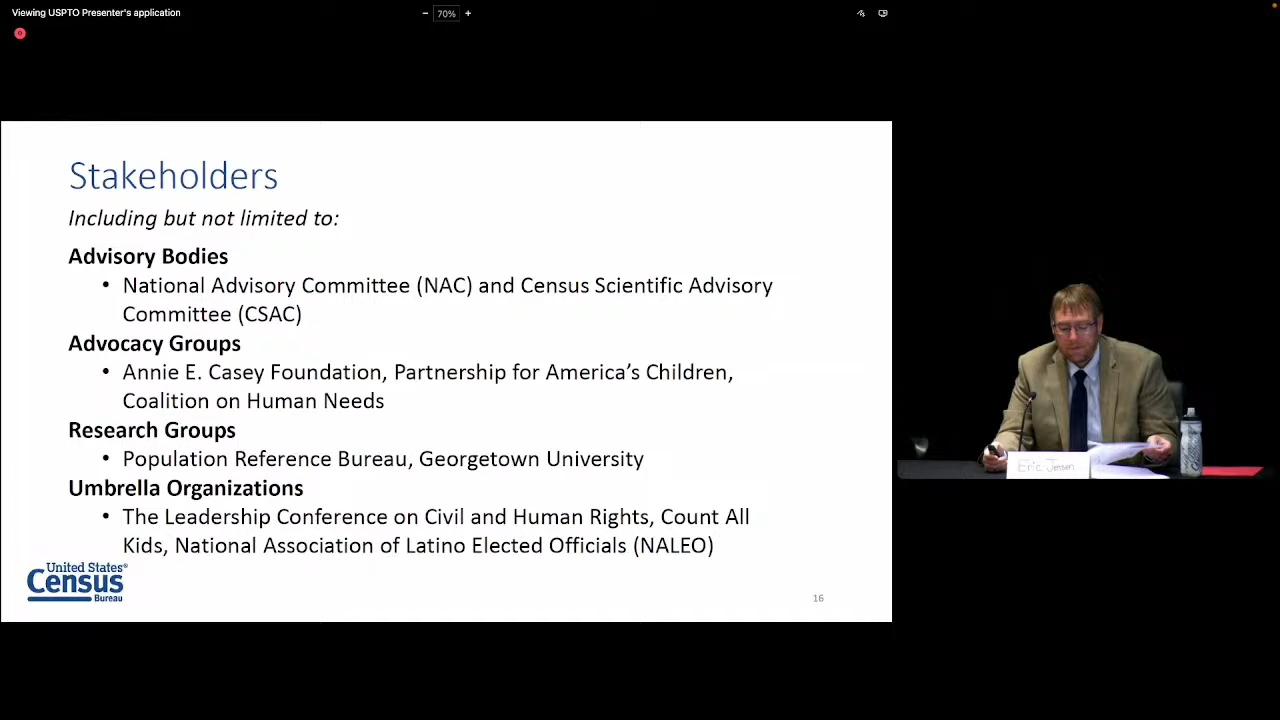 Viewing USPTO Presenter's application
− 70% +
Stakeholders
Including but not limited to:
Advisory Bodies
• National Advisory Committee (NAC) and Census Scientific Advisory
Committee (CSAC)
Advocacy Groups
• Annie E. Casey Foundation, Partnership for America's Children,
Coalition on Human Needs
Research Groups
• Population Reference Bureau, Georgetown University
Umbrella Organizations
• The Leadership Conference on Civil and Human Rights, Count All
Kids, National Association of Latino Elected Officials (NALEO)
United States®
Census
Bureau
16
Eric Jensen